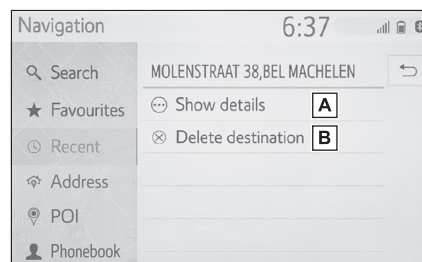 Navigation 6:37
Search
Favourites
Recent
Address
POI
Phonebook
MOLENSTRAAT 38,BEL MACHELEN
Show details A
Delete destination B